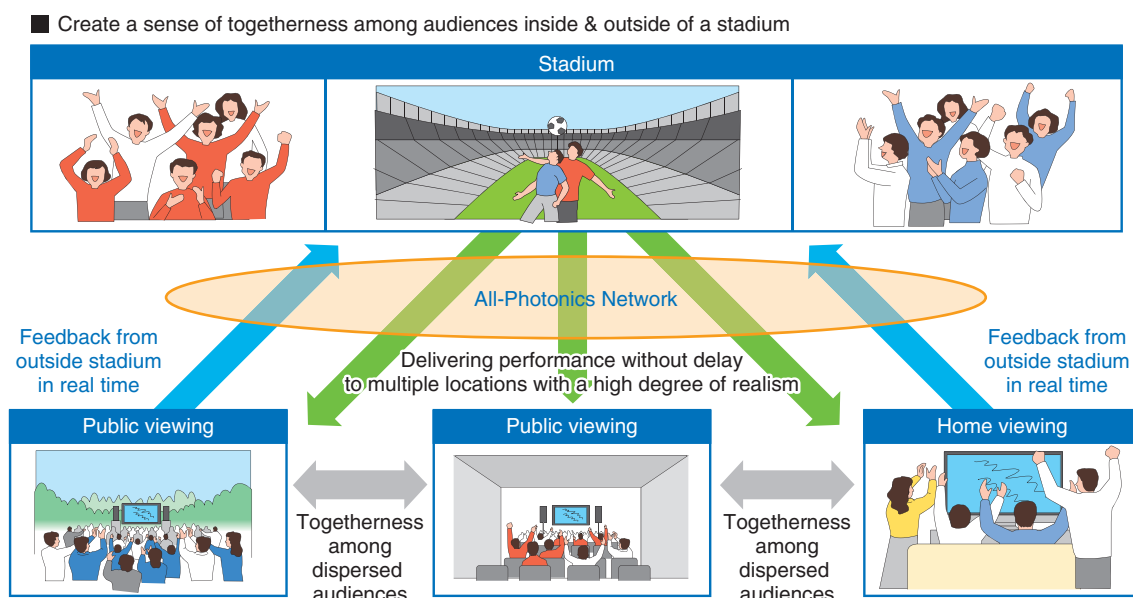 Create a sense of togetherness among audiences inside & outside of a stadium
Stadium
All-Photonics Network
Feedback from
outside stadium
in real time
Delivering performance without delay
to multiple locations with a high degree of realism
Feedback from
outside stadium
in real time
Public viewing
Public viewing
Home viewing
Togetherness
among
dispersed
audiences
Togetherness
among
dispersed
audiences